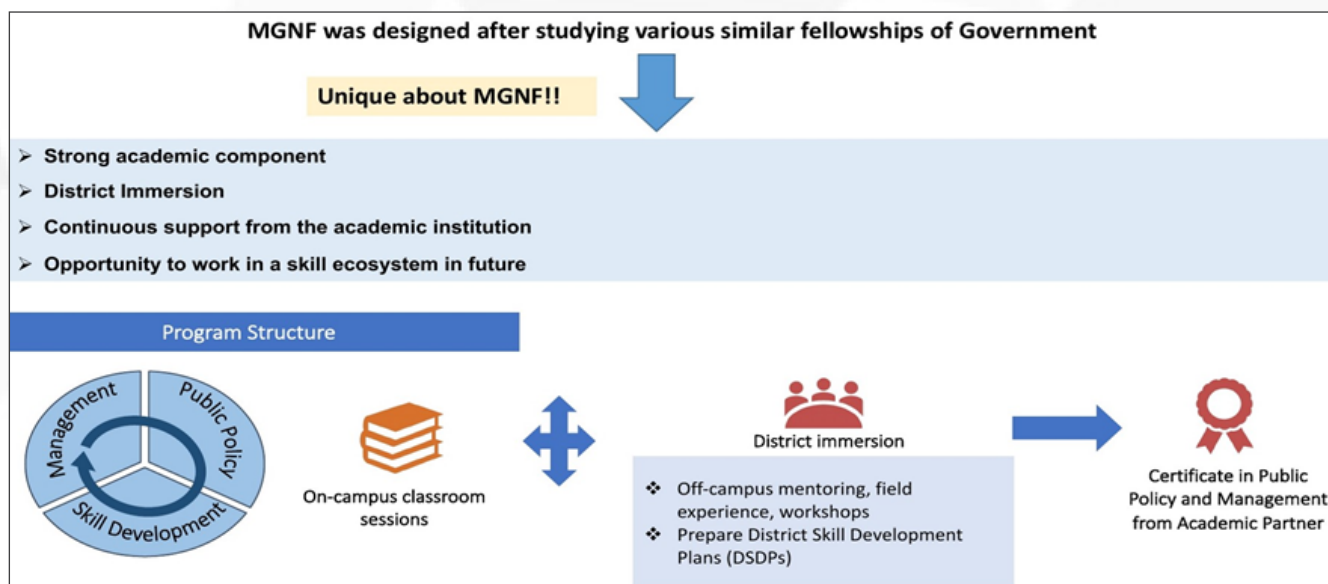 MGNF was designed after studying various similar fellowships of Government
Unique about MGNF!!
➢ Strong academic component
➢ District Immersion
➢ Continuous support from the academic institution
➢ Opportunity to work in a skill ecosystem in future
Program Structure
Management
Public Policy
Skill Development
On-campus classroom
sessions
District immersion
❖ Off-campus mentoring, field
experience, workshops
❖ Prepare District Skill Development
Plans (DSDPs)
Certificate in Public
Policy and Management
from Academic Partner